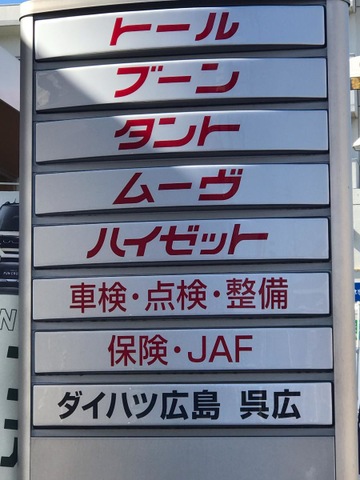 トール
ブーン
タント
ムーヴ
ハイゼット
車検・点検・整備
保険・JAF
ダイハツ広島 呉広